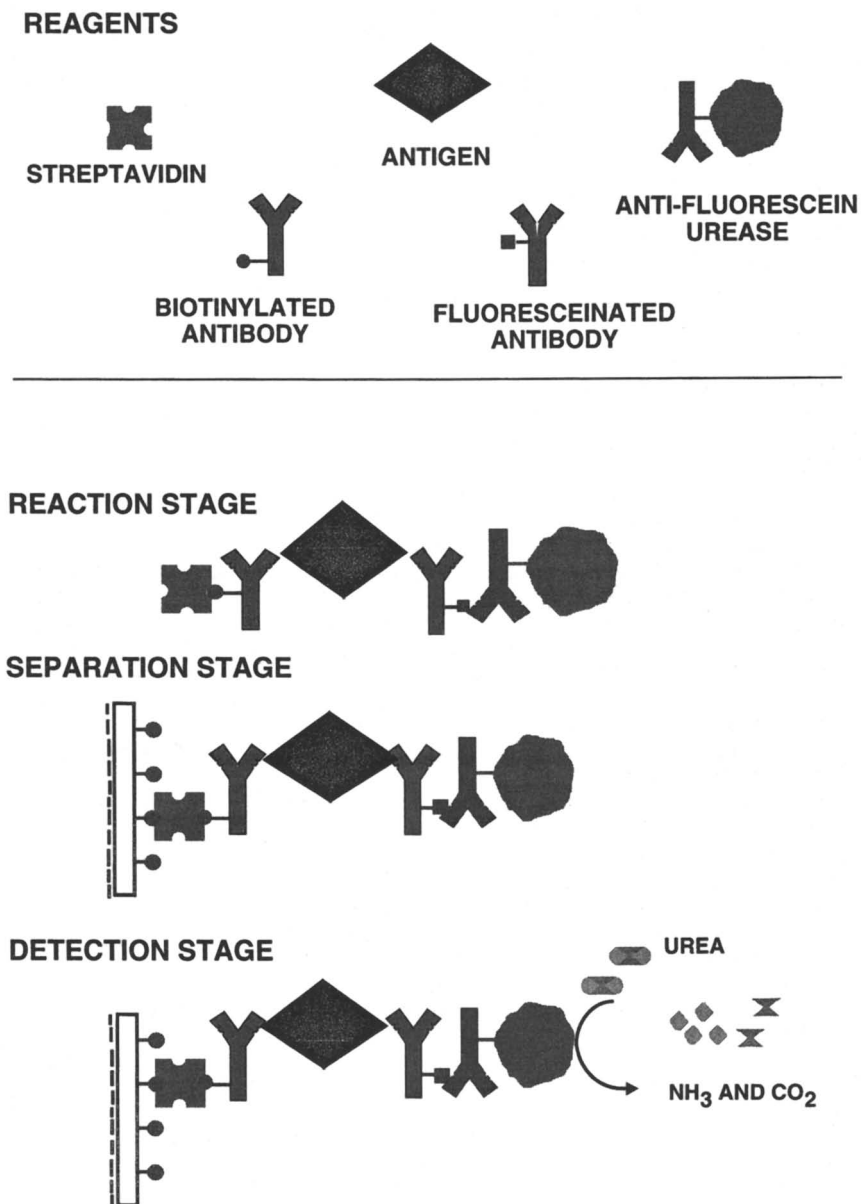 REAGENTS
STREPTAVIDIN
ANTIGEN
ANTI-FLUORESCEIN
UREASE
BIOTINYLATED
ANTIBODY
FLUORESCEINATED
ANTIBODY
REACTION STAGE
SEPARATION STAGE
DETECTION STAGE
UREA
NH₃ AND CO₂